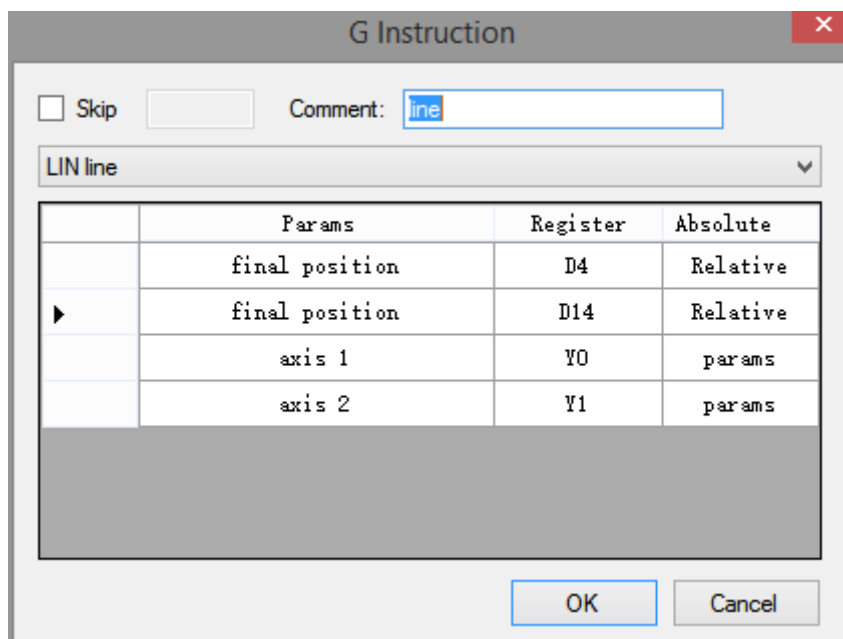 G Instruction
Skip Comment: line
LIN line
Params Register Absolute
final position D4 Relative
final position D14 Relative
axis 1 Y0 params
axis 2 Y1 params
OK Cancel